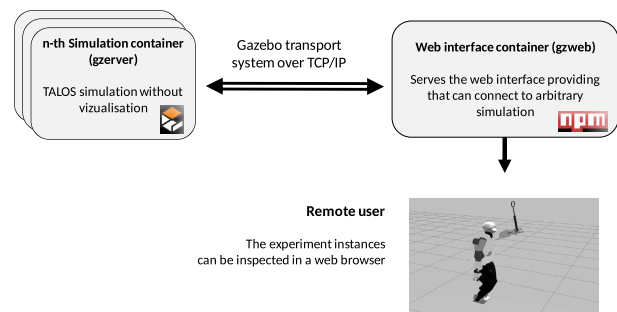 n-th Simulation container
(gzerver)
TALOS simulation without
vizualisation
Gazebo transport
system over TCP/IP
Web interface container (gzweb)
Serves the web interface providing
that can connect to arbitrary
simulation
npm
Remote user
The experiment instances
can be inspected in a web browser